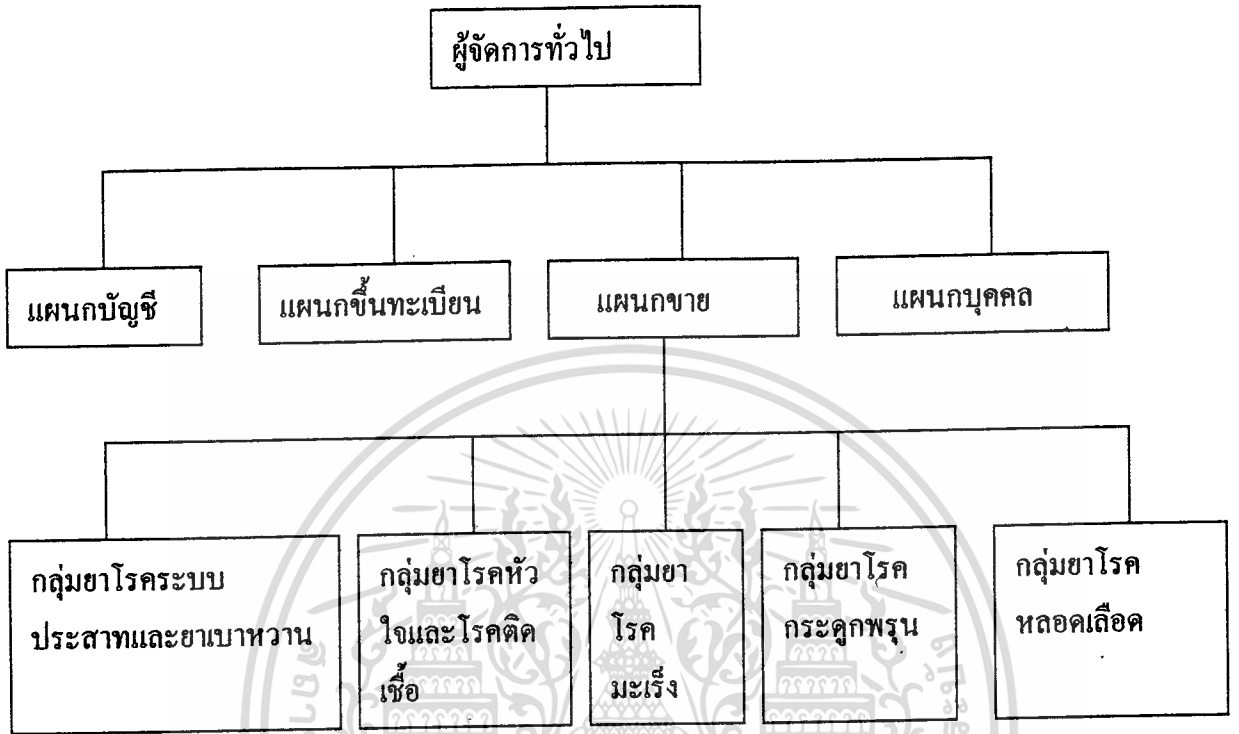 ผู้จัดการทั่วไป
แผนกบัญชี
แผนกขึ้นทะเบียน
แผนกขาย
แผนกบุคคล
กลุ่มยาโรคระบบ
ประสาทและยาเบาหวาน
กลุ่มยาโรคหัว
ใจและโรคติด
เชื้อ
กลุ่มยา
โรค
มะเร็ง
กลุ่มยาโรค
กระดูกพรุน
กลุ่มยาโรค
หลอดเลือด